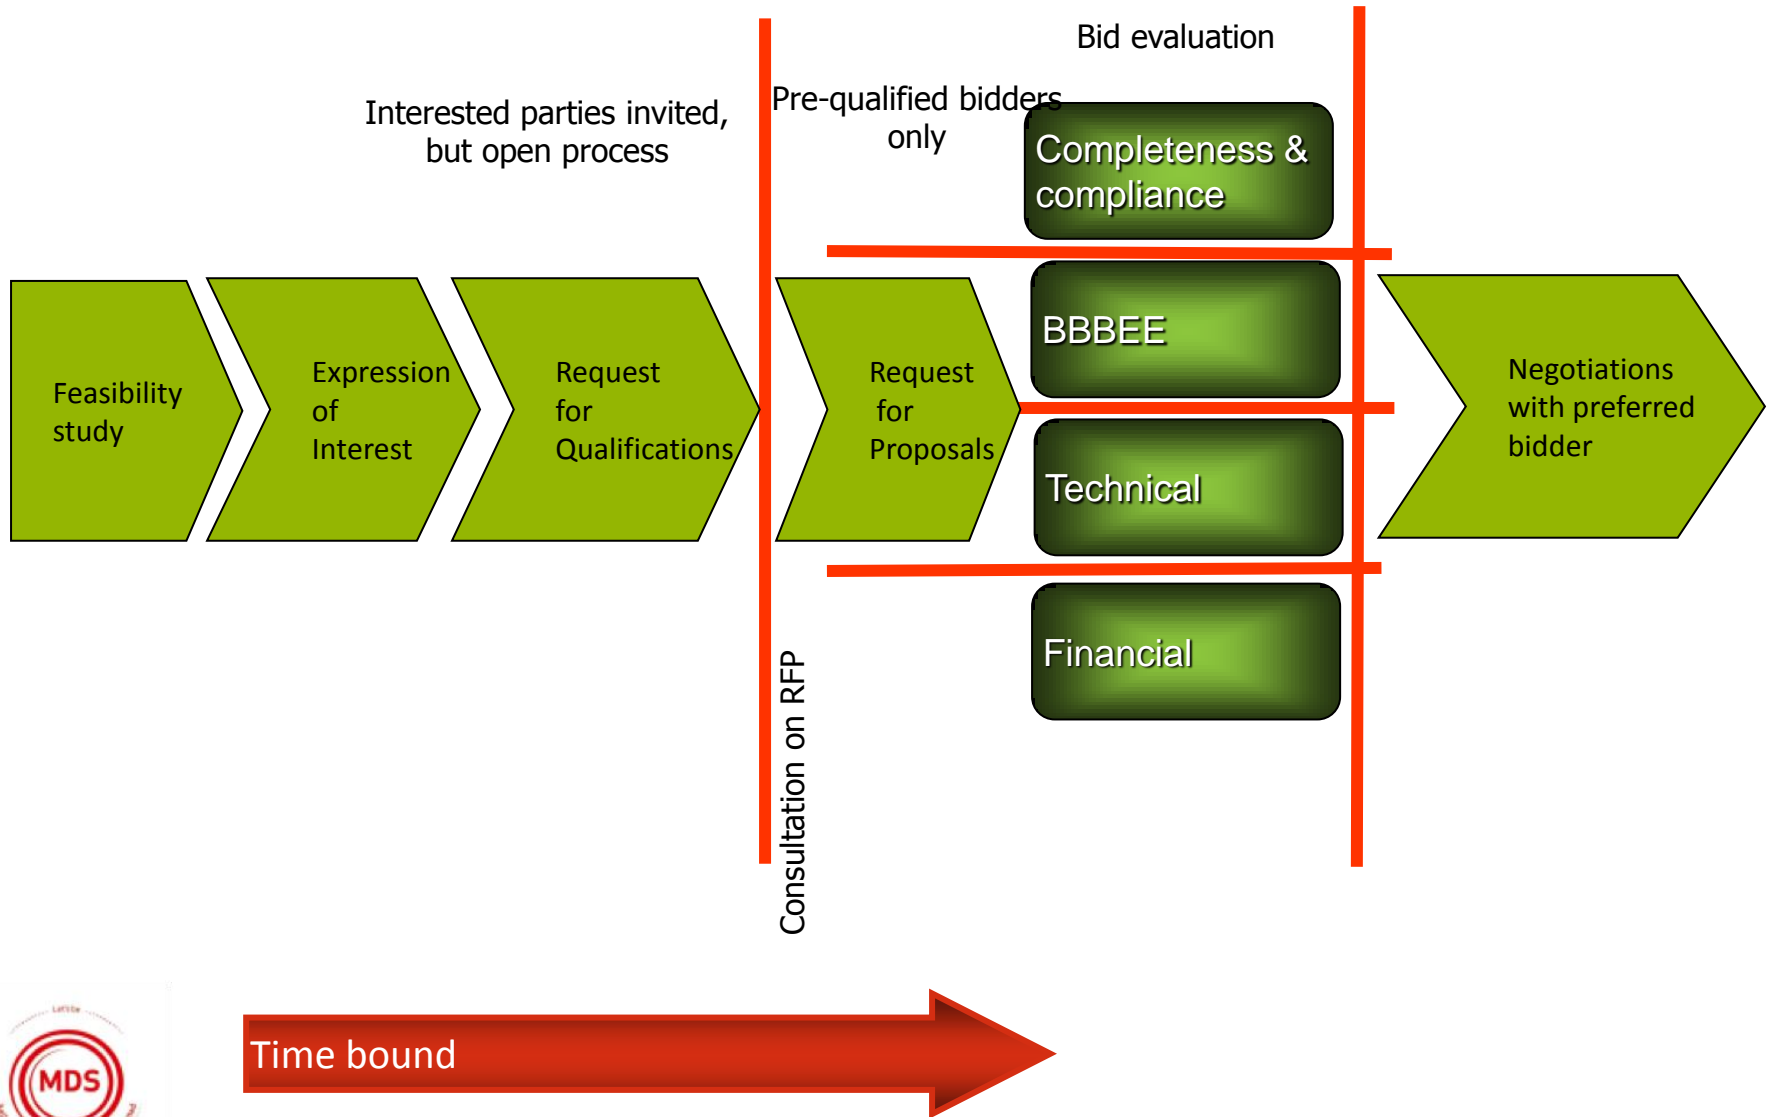 Bid evaluation
Interested parties invited,
but open process
Pre-qualified bidders
only
Completeness &
compliance
BBBEE
Technical
Financial
Feasibility
study
Expression
of
Interest
Request
for
Qualifications
Request
for
Proposals
Negotiations
with preferred
bidder
Consultation on RFP
Time bound
MDS